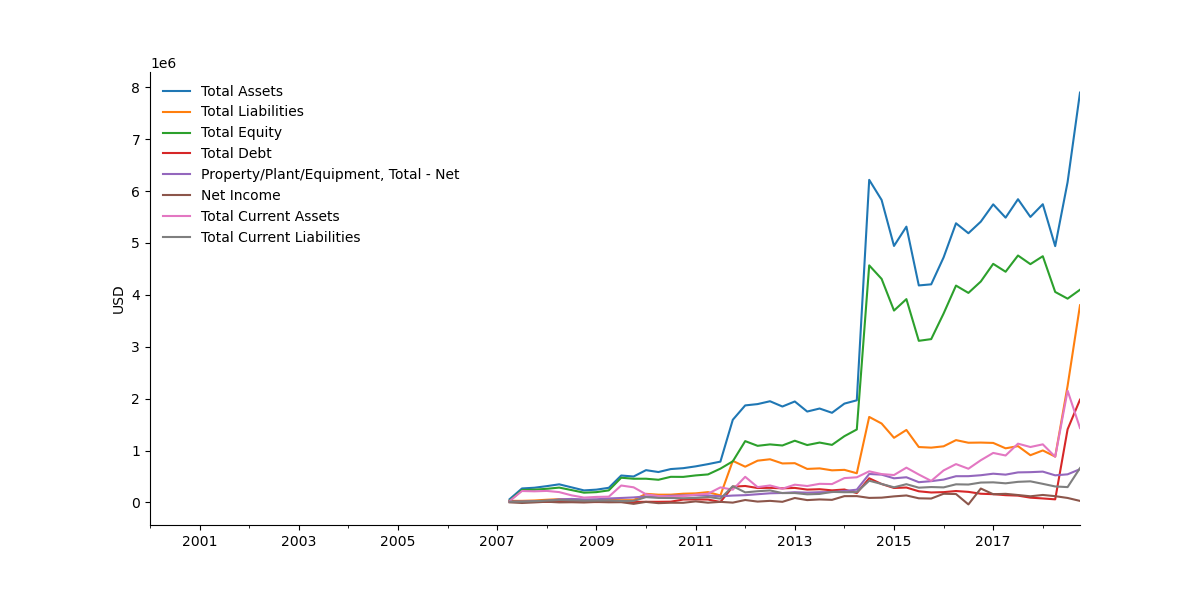 1e6
8
7
6
5
4
3
2
1
0
USD
Total Assets
Total Liabilities
Total Equity
Total Debt
Property/Plant/Equipment, Total - Net
Net Income
Total Current Assets
Total Current Liabilities
2001 2003 2005 2007 2009 2011 2013 2015 2017